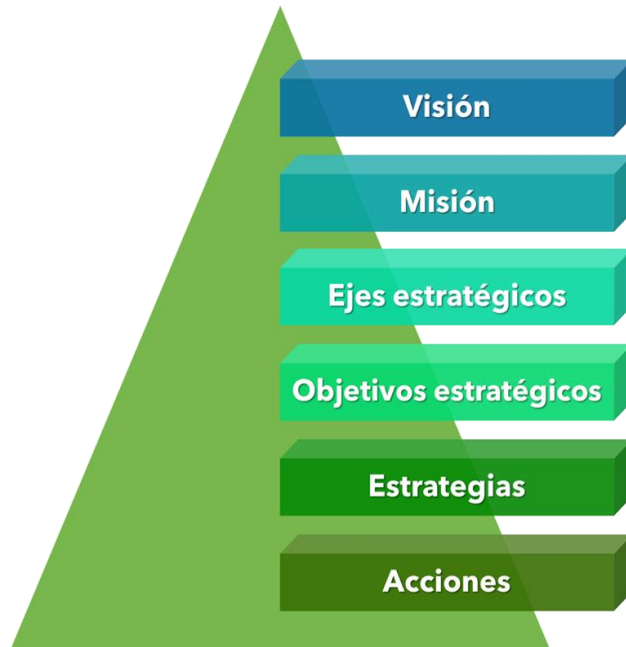 Visión
Misión
Ejes estratégicos
Objetivos estratégicos
Estrategias
Acciones